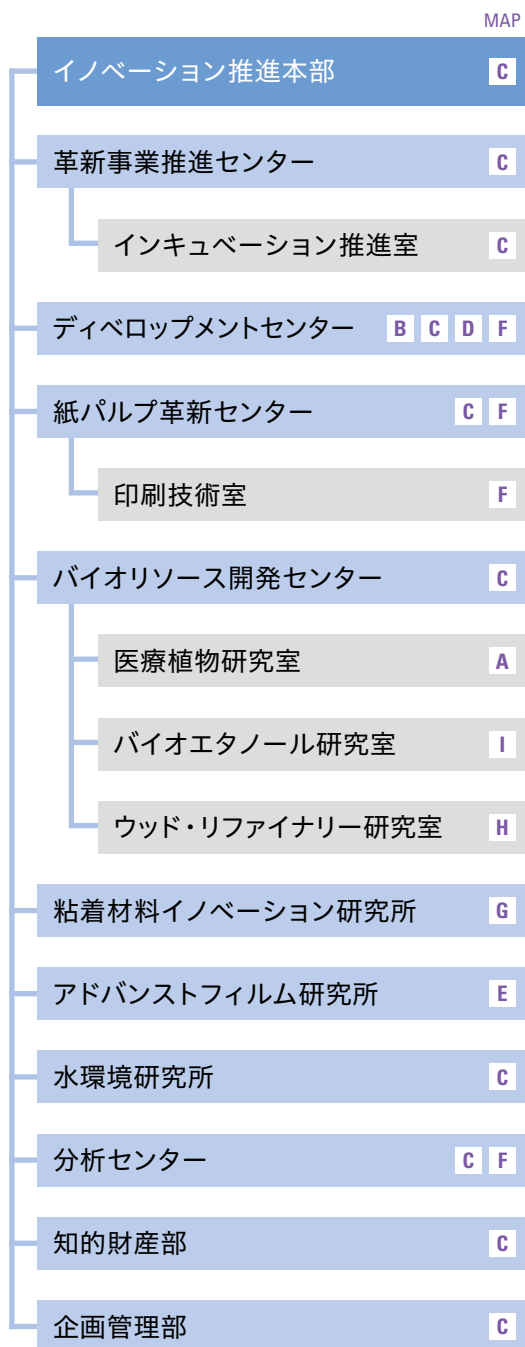 MAP
イノベーション推進本部 C
革新事業推進センター C
インキュベーション推進室 C
ディベロップメントセンター B C D F
紙パルプ革新センター C F
印刷技術室 F
バイオリソース開発センター C
医療植物研究室 A
バイオエタノール研究室 I
ウッド・リファイナリー研究室 H
粘着材料イノベーション研究所 G
アドバンストフィルム研究所 E
水環境研究所 C
分析センター C F
知的財産部 C
企画管理部 C